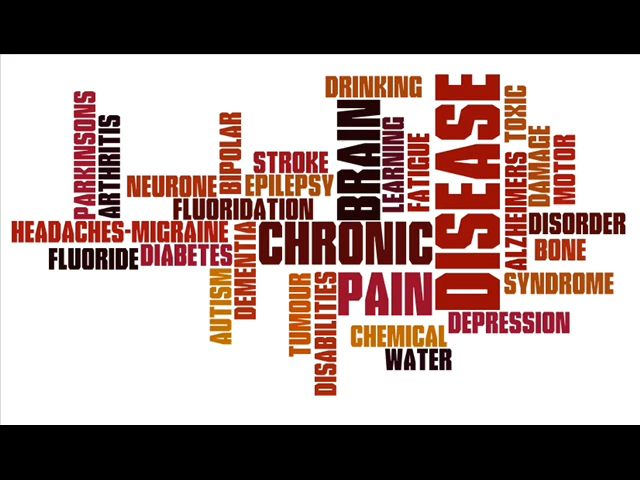 DRINKING
DISEASE
TOXIC
PARKINSONS
ARTHRITIS
BIPOLAR
BRAIN
LEARNING
FATIGUE
ALZHEIMERS
DAMAGE
MOTOR
STROKE
NEURONE
EPILEPSY
FLUORIDATION
HEADACHES-MIGRAINE
CHRONIC
DISORDER
FLUORIDE
DIABETES
DEMENTIA
BONE
AUTISM
TUMOUR
DISABILITIES
PAIN
SYNDROME
CHEMICAL
DEPRESSION
WATER